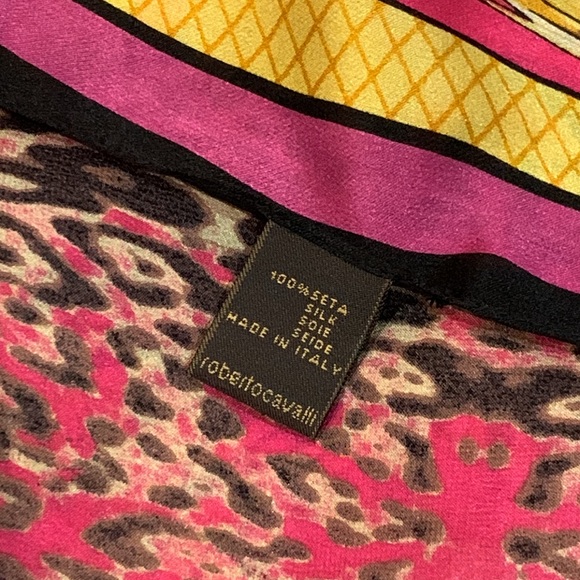 100% SETA
SILK
SOIE
SEIDE
MADE IN ITALY
robertocavalli